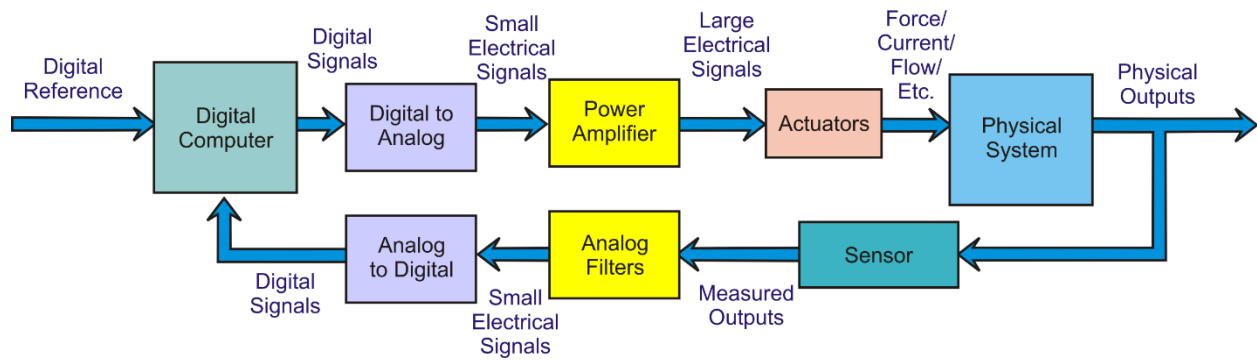 Digital
Reference
Digital
Computer
Digital
Signals
Digital to
Analog
Small
Electrical
Signals
Power
Amplifier
Large
Electrical
Signals
Actuators
Force/
Current/
Flow/
Etc.
Physical
System
Physical
Outputs
Sensor
Measured
Outputs
Analog
Filters
Small
Electrical
Signals
Analog
to Digital
Digital
Signals